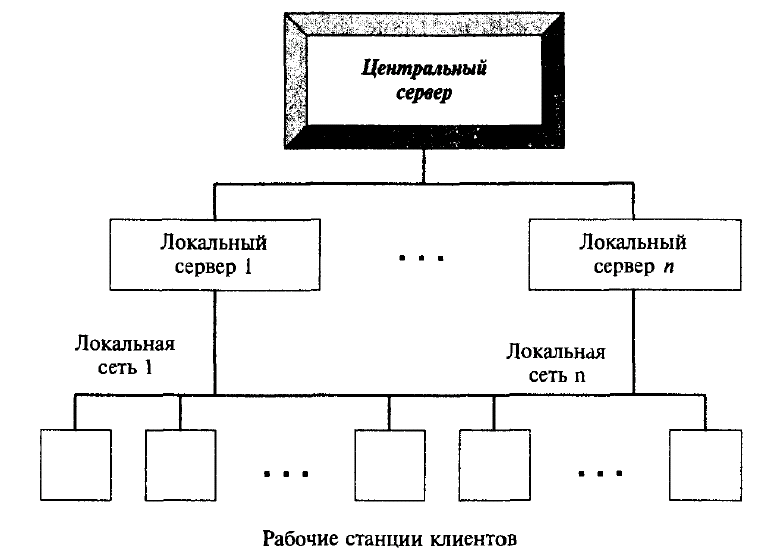 Центральный
сервер
Локальный
сервер 1
. . .
Локальный
сервер n
Локальная
сеть 1
Локальная
сеть n
. . .
. . .
Рабочие станции клиентов